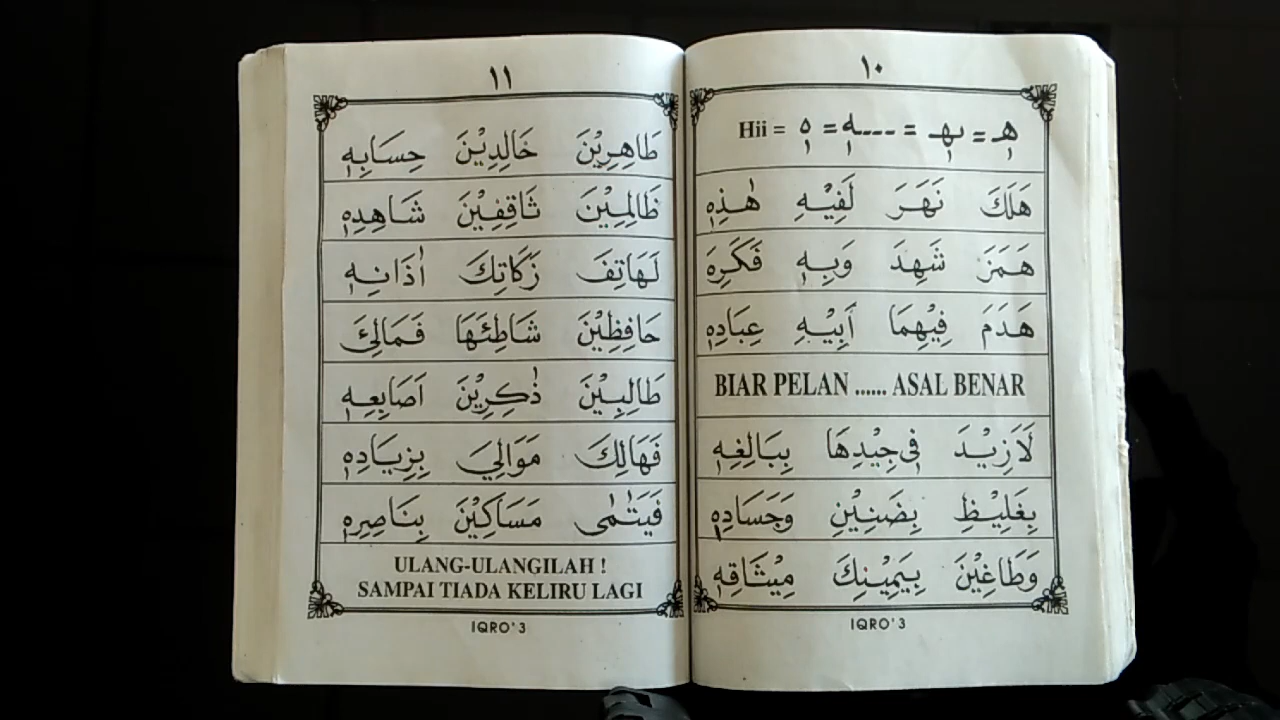 ١٠
هٖـ = ـهٖـ = ـــهٖ = هٖ = Hii
هَلَكَ نَهَرَ لَفِيْهِ هٰذِهٖ
هَمَزَ شَهِدَ وَبِهٖ فَكَرِهَ
هَدَمَ فِيْهِمَا اَبِيْهِ عِبَادِهٖ
BIAR PELAN ...... ASAL BENAR
لَازِيْدَ فِيْ جِيْدِهَا بِبَالِغِهٖ
بِغَلِيْظِ بِضَنِيْنِ وَجَسَادِهٖ
وَطَاغِيْنَ بِيَمِيْنِكَ مِيْثَاقِهٖ
IQRO' 3
١١
طَاهِرِيْنَ خَالِدِيْنَ حِسَابِهٖ
ظَالِمِيْنَ ثَاقِفِيْنَ شَاهِدِهٖ
لَهَاتِفَ زَكَاتِكَ اٰذَانِهٖ
حَافِظِيْنَ شَاطِئَهَا فَمَالِئَ
طَالِبِيْنَ ذٰكِرِيْنَ اَصَابِعِهٖ
فَهَالِكَ مَوَالِيَ بِزِيَادِهٖ
فَيَتٰمٰى مَسَاكِيْنَ بِنَاصِرِهٖ
ULANG-ULANGILAH !
SAMPAI TIADA KELIRU LAGI
IQRO' 3